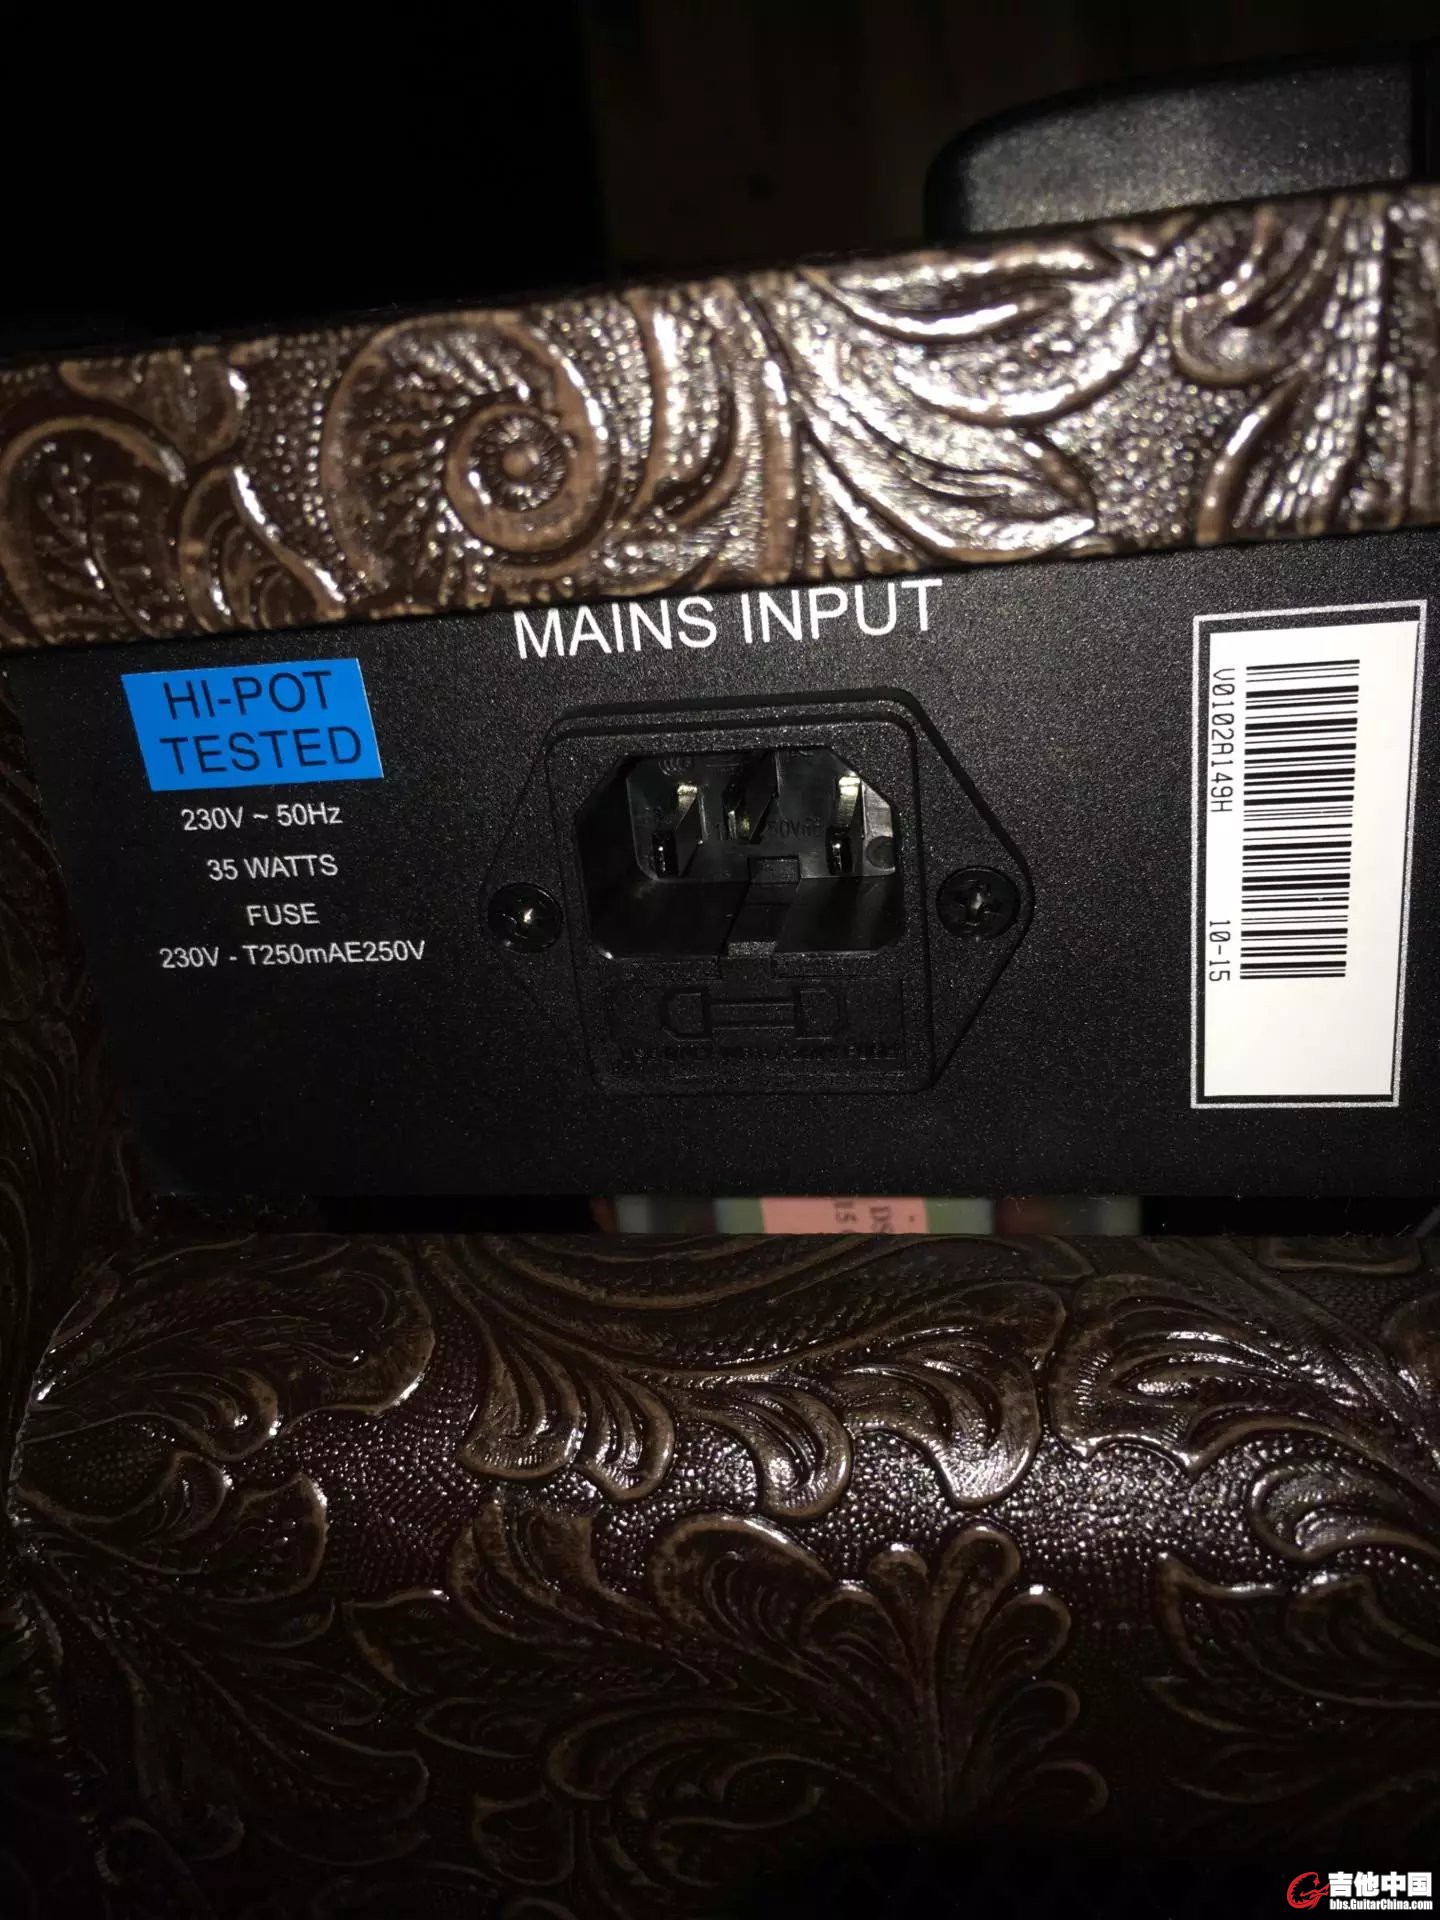 MAINS INPUT
HI-POT
TESTED
230V ~ 50Hz
35 WATTS
FUSE
230V - T250mAE250V
V0102A149H
10-15
DS
吉他中国
bbs.GuitarChina.com